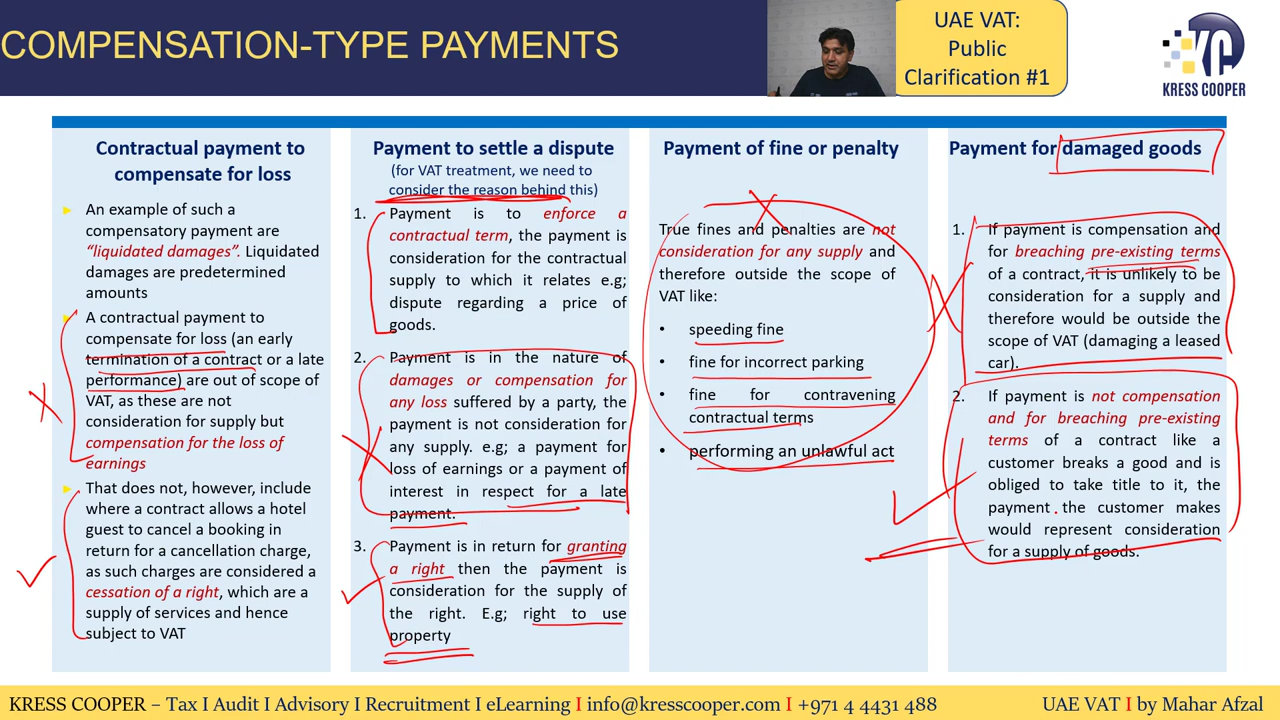 COMPENSATION-TYPE PAYMENTS
UAE VAT:
Public
Clarification #1
KC
KRESS COOPER
Contractual payment to
compensate for loss
An example of such a
compensatory payment are
“liquidated damages”. Liquidated
damages are predetermined
amounts
A contractual payment to
compensate for loss (an early
termination of a contract or a late
performance) are out of scope of
VAT, as these are not
consideration for supply but
compensation for the loss of
earnings
That does not, however, include
where a contract allows a hotel
guest to cancel a booking in
return for a cancellation charge,
as such charges are considered a
cessation of a right, which are a
supply of services and hence
subject to VAT
Payment to settle a dispute
(for VAT treatment, we need to
consider the reason behind this)
1. Payment is to enforce a
contractual term, the payment is
consideration for the contractual
supply to which it relates e.g;
dispute regarding a price of
goods.
2. Payment is in the nature of
damages or compensation for
any loss suffered by a party, the
payment is not consideration for
any supply. e.g; a payment for
loss of earnings or a payment of
interest in respect for a late
payment.
3. Payment is in return for granting
a right then the payment is
consideration for the supply of
the right. E.g; right to use
property
Payment of fine or penalty
True fines and penalties are not
consideration for any supply and
therefore outside the scope of
VAT like:
• speeding fine
• fine for incorrect parking
• fine for contravening
contractual terms
• performing an unlawful act
Payment for damaged goods
1. If payment is compensation and
for breaching pre-existing terms
of a contract, it is unlikely to be
consideration for a supply and
therefore would be outside the
scope of VAT (damaging a leased
car).
2. If payment is not compensation
and for breaching pre-existing
terms of a contract like a
customer breaks a good and is
obliged to take title to it, the
payment the customer makes
would represent consideration
for a supply of goods.
KRESS COOPER – Tax I Audit I Advisory I Recruitment I eLearning I info@kresscooper.com I +971 4 4431 488
UAE VAT I by Mahar Afzal